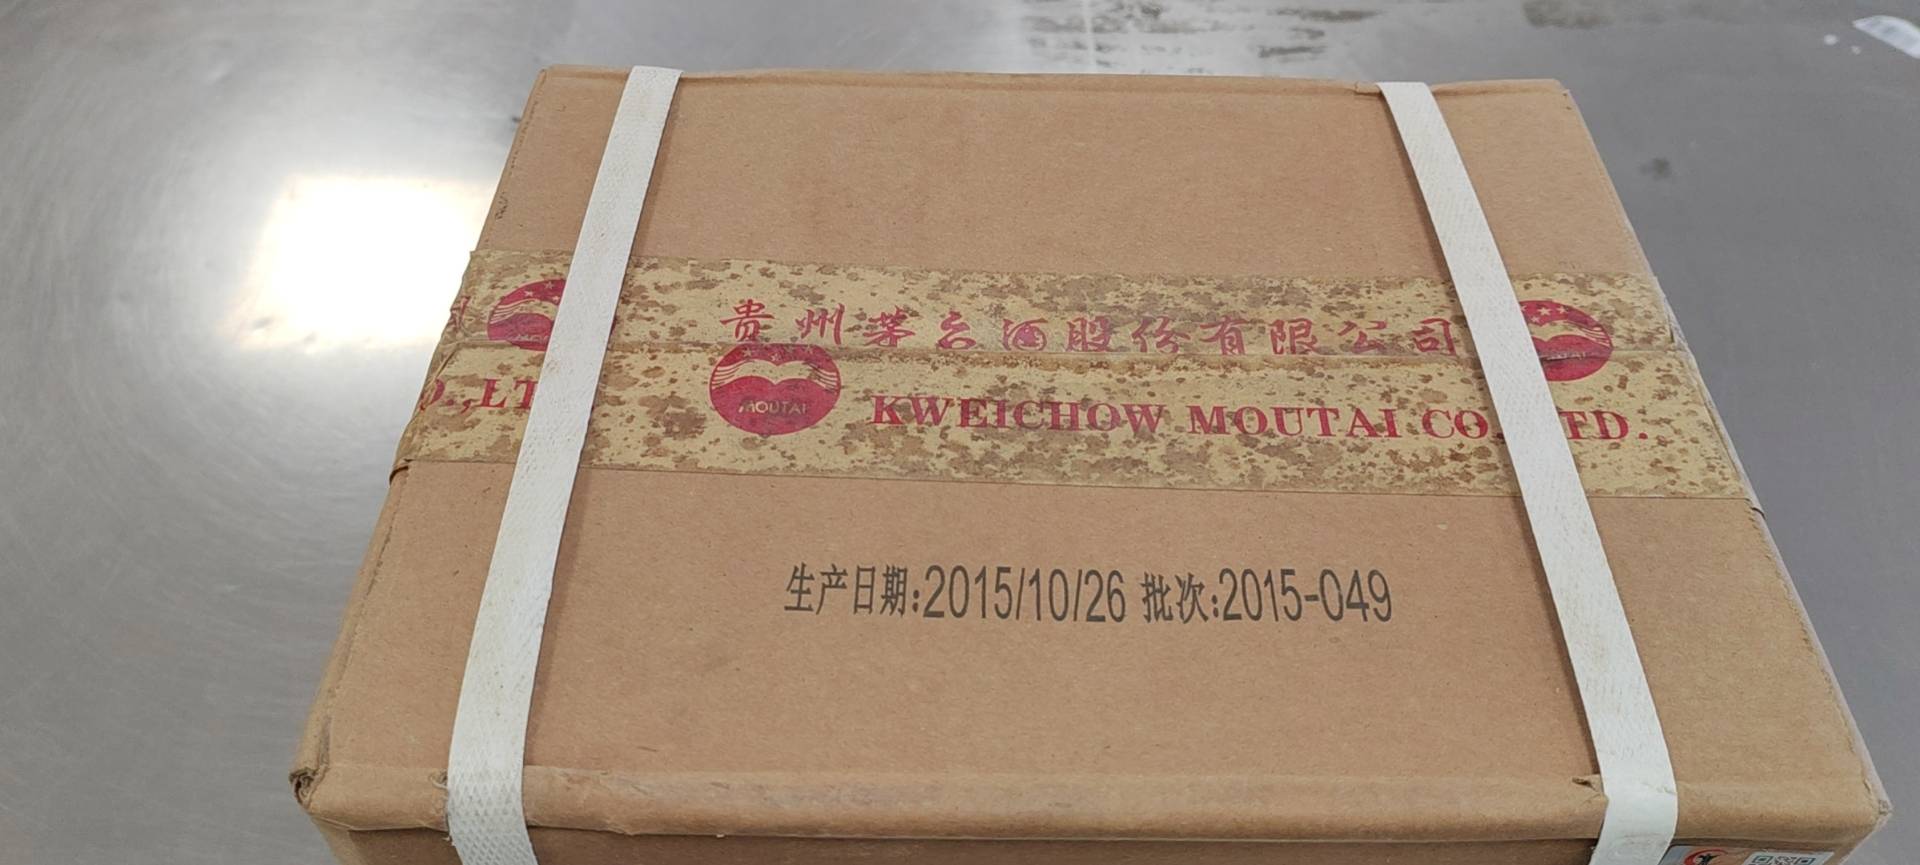 贵州茅台酒股份有限公司
MOUTAI
KWEICHOW MOUTAI CO.,LTD.
生产日期:2015/10/26 批次:2015-049